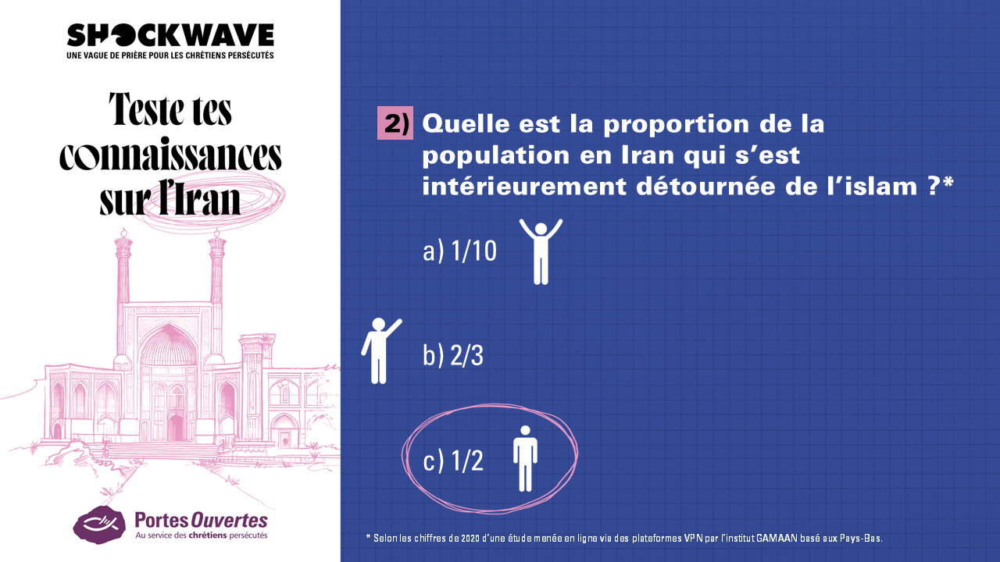 SHOCKWAVE
UNE VAGUE DE PRIÈRE POUR LES CHRÉTIENS PERSÉCUTÉS
Teste tes
connaissances
sur l'Iran
Portes Ouvertes
Au service des chrétiens persécutés
2) Quelle est la proportion de la
population en Iran qui s’est
intérieurement détournée de l’islam ?*
a) 1/10
b) 2/3
c) 1/2
* Selon les chiffres de 2020 d’une étude menée en ligne via des plateformes VPN par l’institut GAMAAN basé aux Pays-Bas.